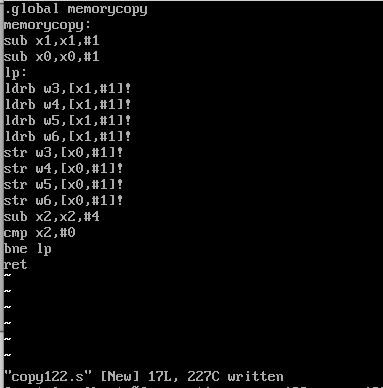 .global memorycopy
memorycopy:
sub x1,x1,#1
sub x0,x0,#1
lp:
ldrb w3,[x1,#1]!
ldrb w4,[x1,#1]!
ldrb w5,[x1,#1]!
ldrb w6,[x1,#1]!
str w3,[x0,#1]!
str w4,[x0,#1]!
str w5,[x0,#1]!
str w6,[x0,#1]!
sub x2,x2,#4
cmp x2,#0
bne lp
ret
~
~
~
~
~
~
"copy122.s" [New] 17L, 227C written